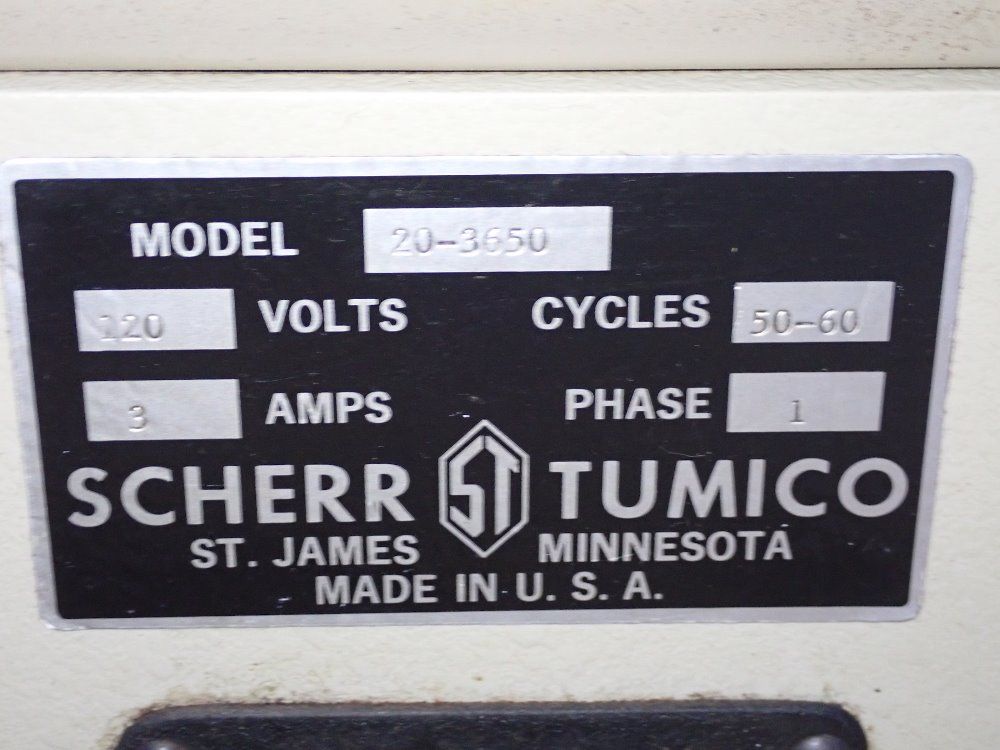 MODEL 20-3650
120 VOLTS CYCLES 50-60
3 AMPS PHASE 1
SCHERR ST TUMICO
ST. JAMES MINNESOTA
MADE IN U. S. A.